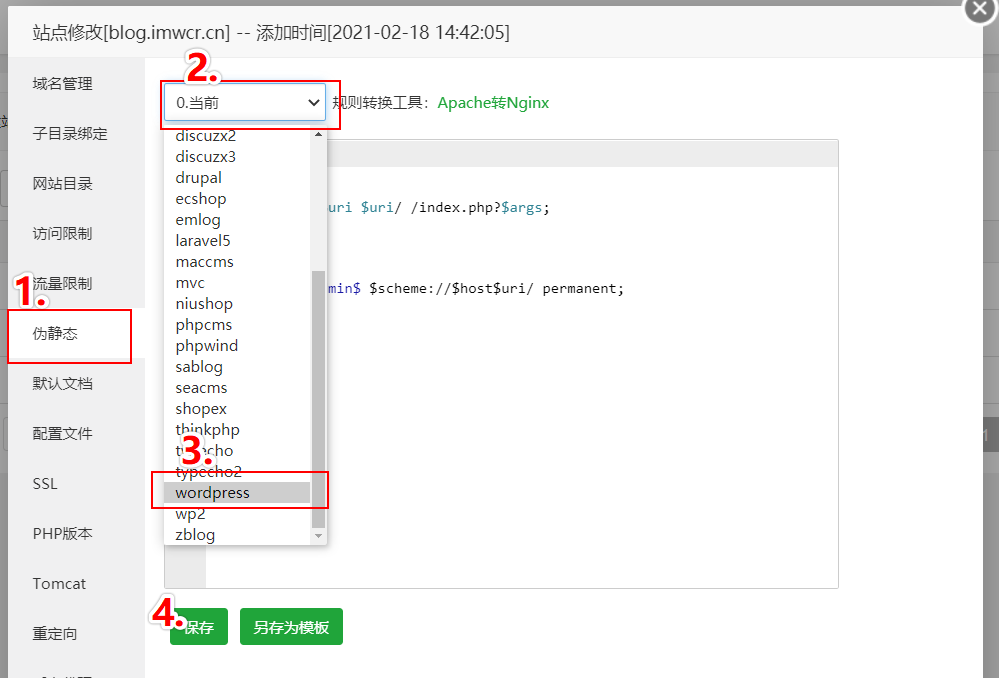 站点修改[blog.imwcr.cn] -- 添加时间[2021-02-18 14:42:05]
域名管理
子目录绑定
网站目录
访问限制
流量限制
伪静态
默认文档
配置文件
SSL
PHP版本
Tomcat
重定向
1.
2.
0.当前
规则转换工具：Apache转Nginx
discuzx2
discuzx3
drupal
ecshop
emlog
laravel5
maccms
mvc
niushop
phpcms
phpwind
sablog
seacms
shopex
thinkphp
typecho
typecho2
wordpress
wp2
zblog
3.
uri $uri/ /index.php?$args;
min$ $scheme://$host$uri/ permanent;
4.
保存
另存为模板
1